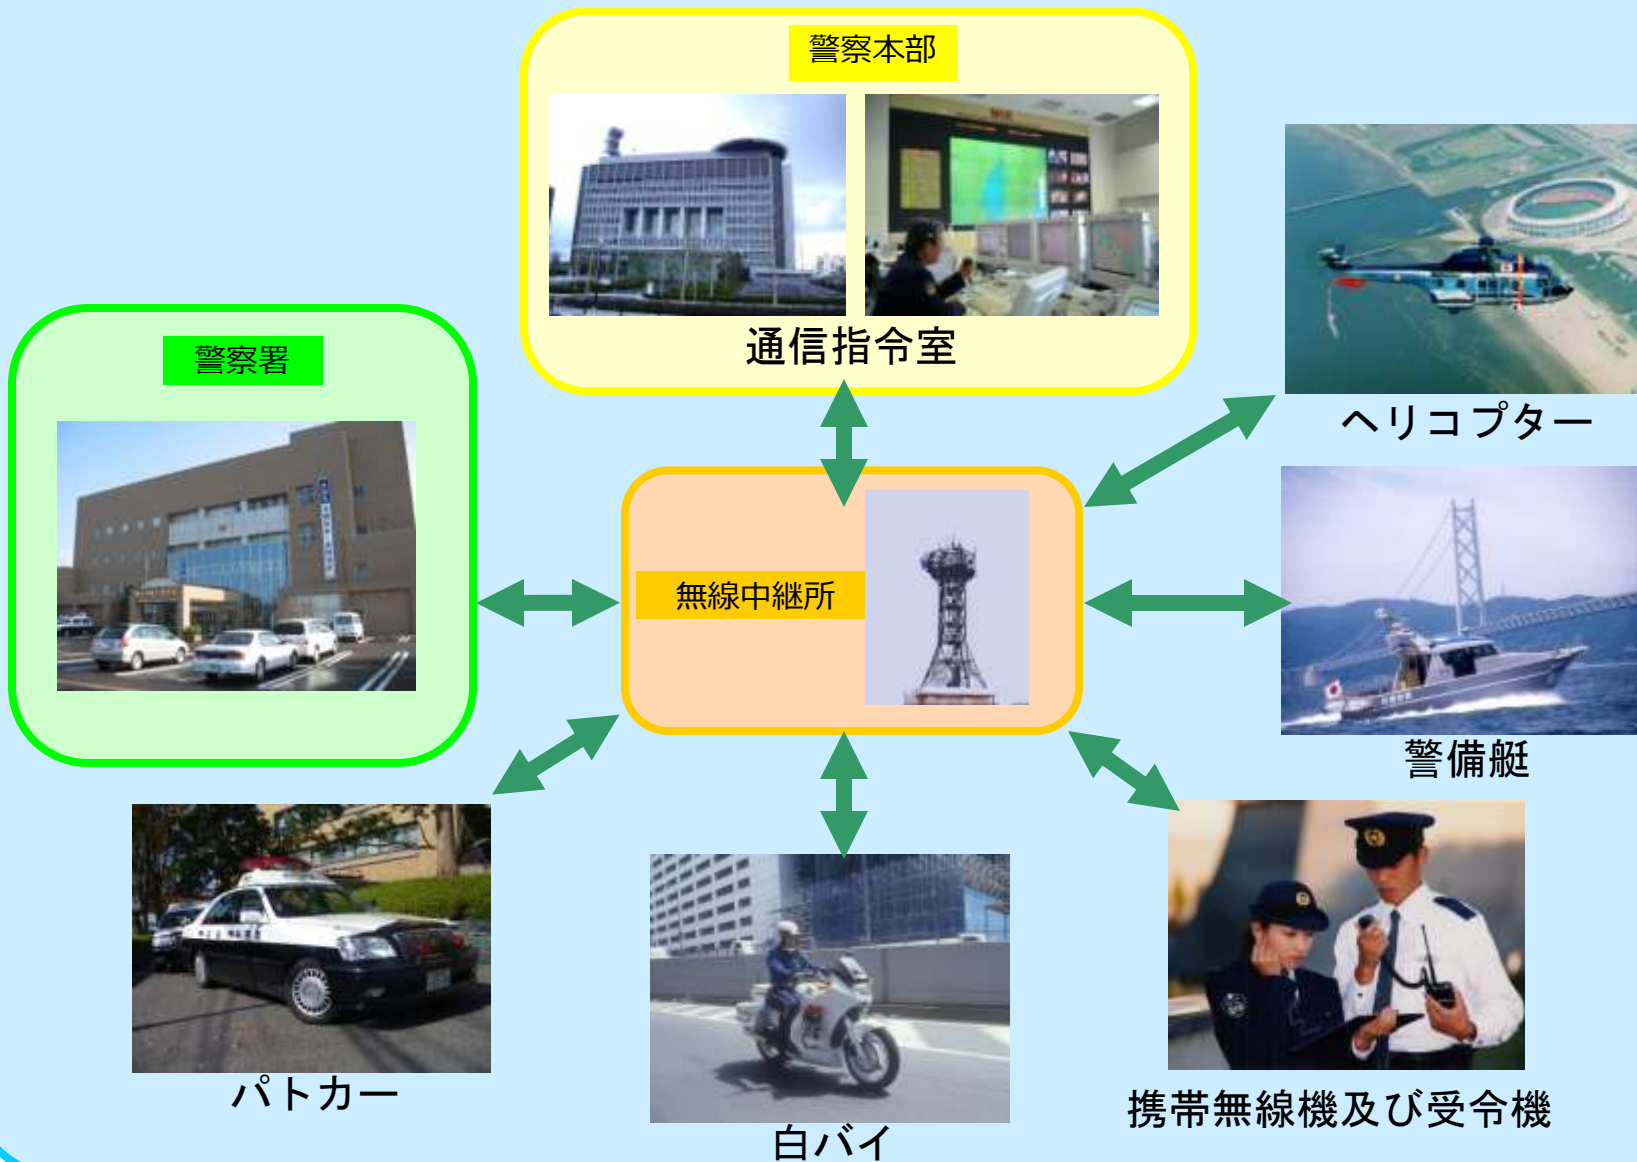 警察本部
通信指令室
警察署
ヘリコプター
無線中継所
警備艇
パトカー
白バイ
携帯無線機及び受令機